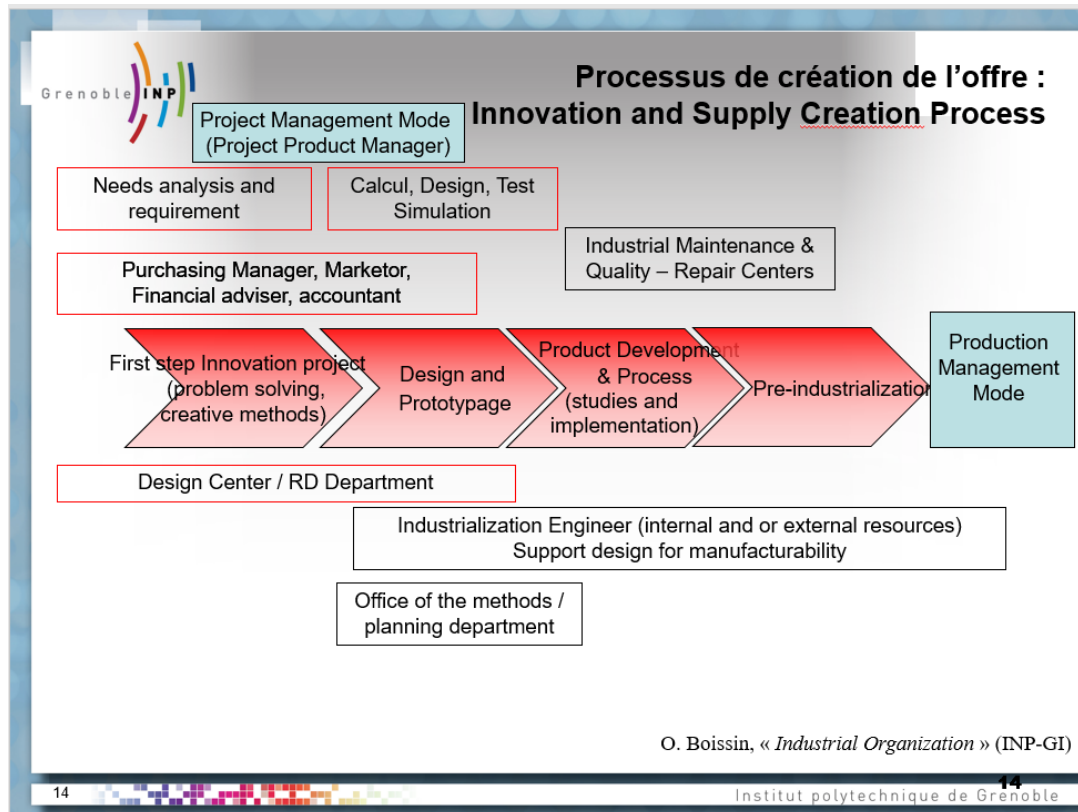 Grenoble INP
Processus de création de l'offre :
Innovation and Supply Creation Process
Project Management Mode
(Project Product Manager)
Needs analysis and
requirement
Calcul, Design, Test
Simulation
Industrial Maintenance &
Quality – Repair Centers
Purchasing Manager, Marketor,
Financial adviser, accountant
First step Innovation project
(problem solving,
creative methods)
Design and
Prototypage
Product Development
& Process
(studies and
implementation)
Pre-industrialization
Production
Management
Mode
Design Center / RD Department
Industrialization Engineer (internal and or external resources)
Support design for manufacturability
Office of the methods /
planning department
O. Boissin, « Industrial Organization » (INP-GI)
14
14
Institut polytechnique de Grenoble